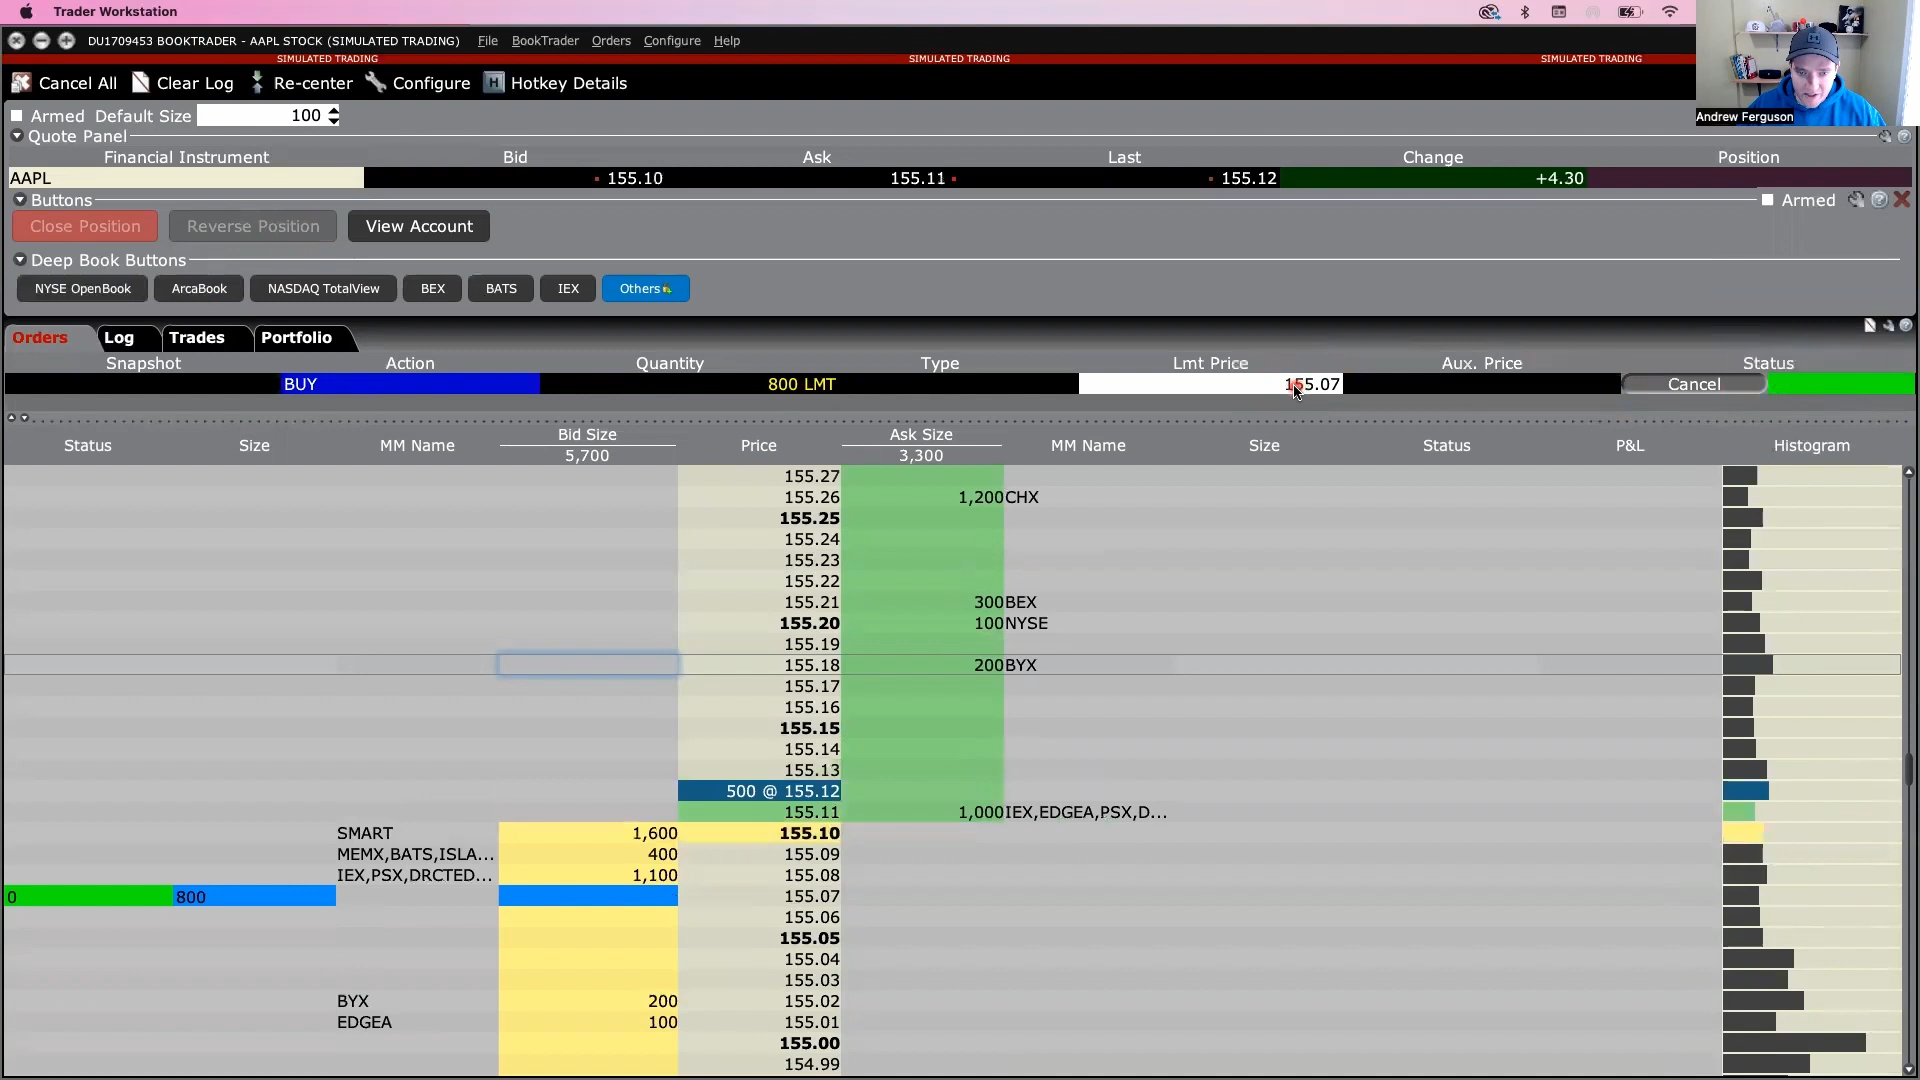 Trader Workstation
DU1709453 BOOKTRADER - AAPL STOCK (SIMULATED TRADING) File BookTrader Orders Configure Help
SIMULATED TRADING SIMULATED TRADING SIMULATED TRADING
Cancel All Clear Log Re-center Configure H Hotkey Details
Andrew Ferguson
Armed Default Size 100
Quote Panel
Financial Instrument Bid Ask Last Change Position
AAPL 155.10 155.11 155.12 +4.30
Buttons Armed
Close Position Reverse Position View Account
Deep Book Buttons
NYSE OpenBook ArcaBook NASDAQ TotalView BEX BATS IEX Others
Orders Log Trades Portfolio
Snapshot Action Quantity Type Lmt Price Aux. Price Status
BUY 800 LMT 155.07 Cancel
Status Size MM Name Bid Size Price Ask Size MM Name Size Status P&L Histogram
5,700 3,300
155.27
155.26 1,200 CHX
155.25
155.24
155.23
155.22
155.21 300 BEX
155.20 100 NYSE
155.19
155.18 200 BYX
155.17
155.16
155.15
155.14
155.13
500 @ 155.12
155.11 1,000 IEX,EDGEA,PSX,D...
SMART 1,600 155.10
MEMX,BATS,ISLA... 400 155.09
IEX,PSX,DRCTED... 1,100 155.08
0 800 155.07
155.06
155.05
155.04
155.03
BYX 200 155.02
EDGEA 100 155.01
155.00
154.99